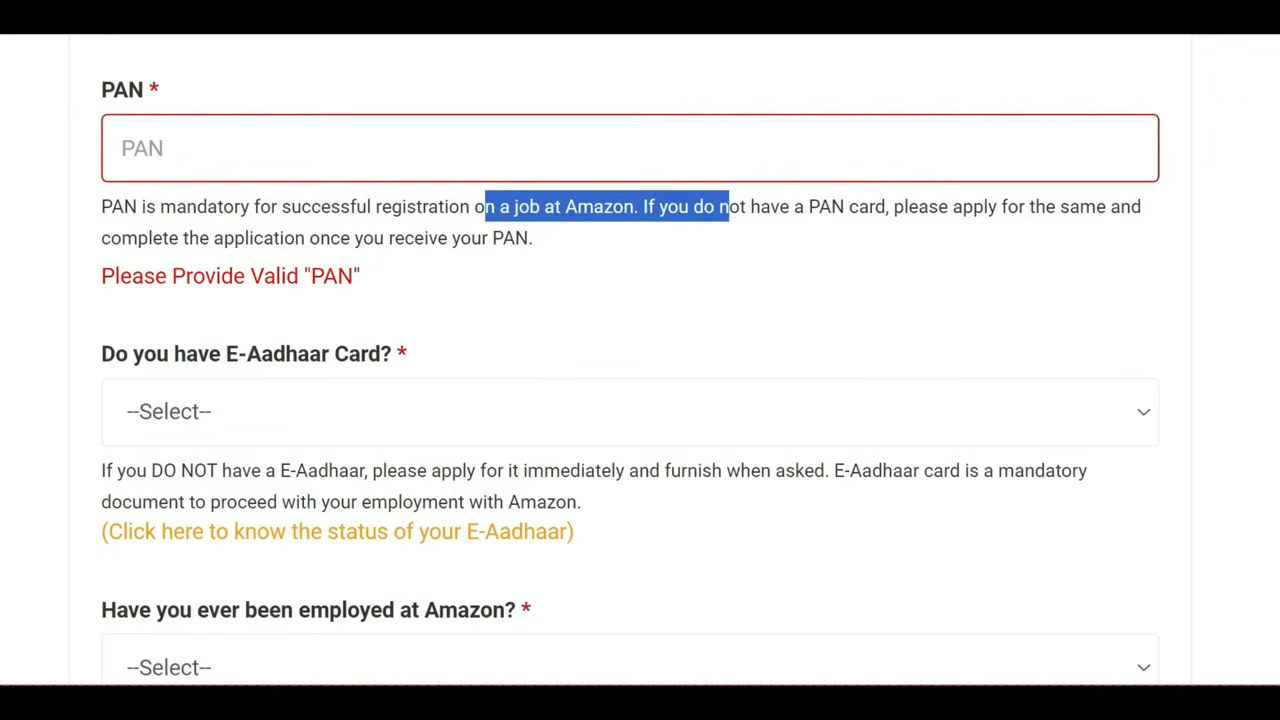 PAN *
PAN
PAN is mandatory for successful registration on a job at Amazon. If you do not have a PAN card, please apply for the same and
complete the application once you receive your PAN.
Please Provide Valid "PAN"
Do you have E-Aadhaar Card? *
--Select--
If you DO NOT have a E-Aadhaar, please apply for it immediately and furnish when asked. E-Aadhaar card is a mandatory
document to proceed with your employment with Amazon.
(Click here to know the status of your E-Aadhaar)
Have you ever been employed at Amazon? *
--Select--